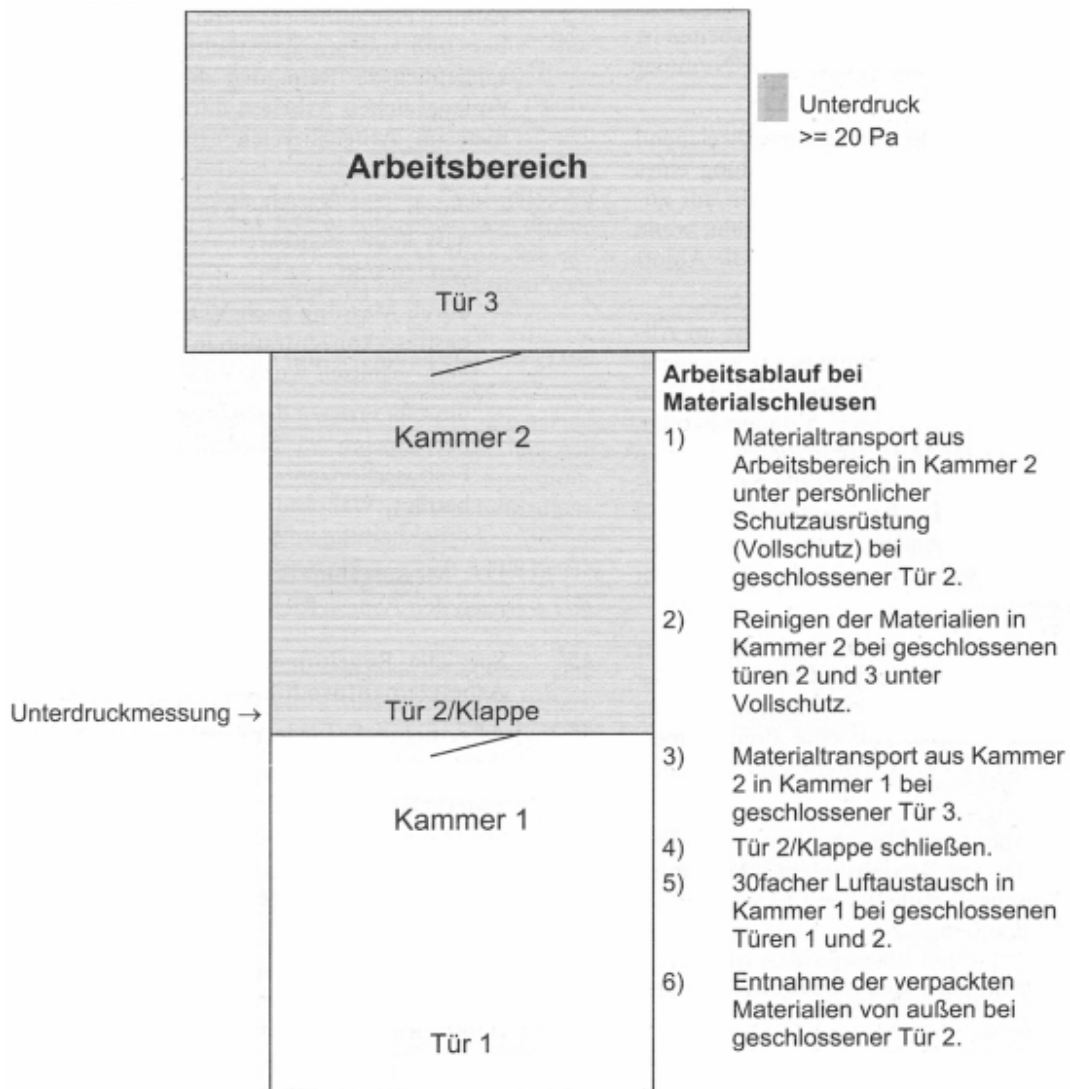 Unterdruck
>= 20 Pa
Arbeitsbereich
Tür 3
Kammer 2
Unterdruckmessung →
Tür 2/Klappe
Kammer 1
Tür 1
Arbeitsablauf bei
Materialschleusen
1) Materialtransport aus
Arbeitsbereich in Kammer 2
unter persönlicher
Schutzausrüstung
(Vollschutz) bei
geschlossener Tür 2.
2) Reinigen der Materialien in
Kammer 2 bei geschlossenen
türen 2 und 3 unter
Vollschutz.
3) Materialtransport aus Kammer
2 in Kammer 1 bei
geschlossener Tür 3.
4) Tür 2/Klappe schließen.
5) 30facher Luftaustausch in
Kammer 1 bei geschlossenen
Türen 1 und 2.
6) Entnahme der verpackten
Materialien von außen bei
geschlossener Tür 2.